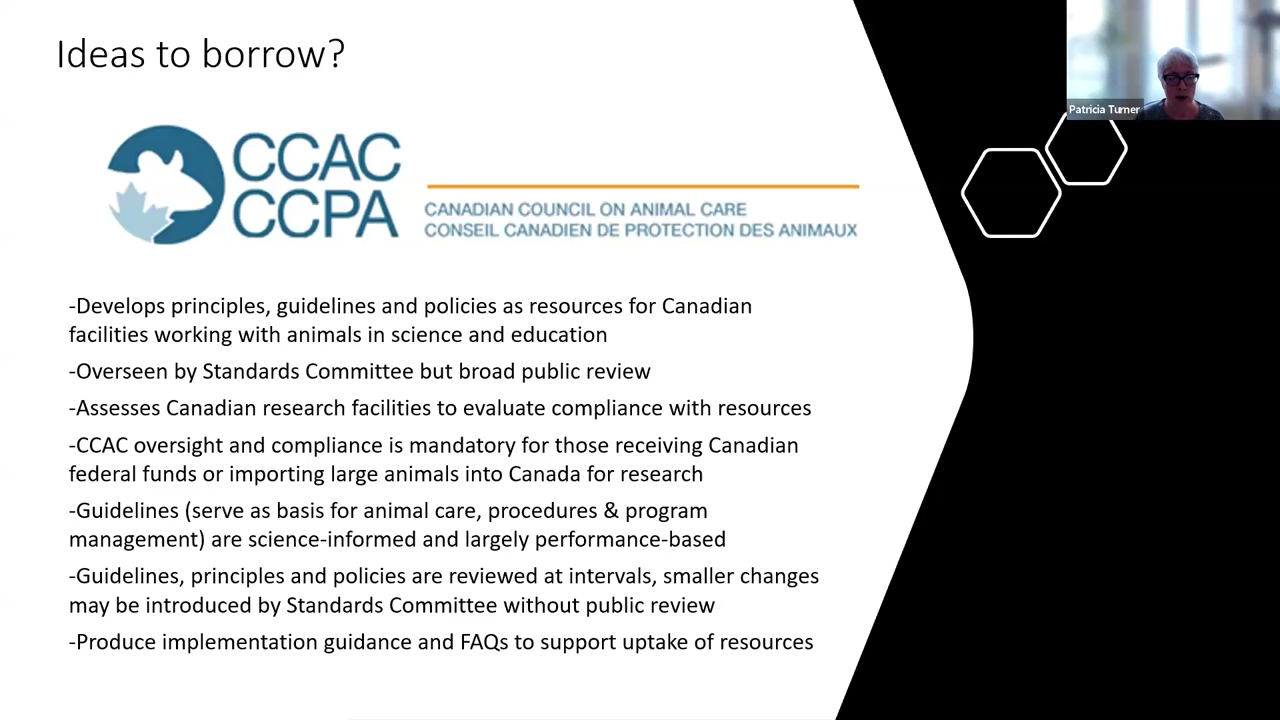 Ideas to borrow?
Patricia Turner
CCAC
CCPA
CANADIAN COUNCIL ON ANIMAL CARE
CONSEIL CANADIEN DE PROTECTION DES ANIMAUX
-Develops principles, guidelines and policies as resources for Canadian
facilities working with animals in science and education
-Overseen by Standards Committee but broad public review
-Assesses Canadian research facilities to evaluate compliance with resources
-CCAC oversight and compliance is mandatory for those receiving Canadian
federal funds or importing large animals into Canada for research
-Guidelines (serve as basis for animal care, procedures & program
management) are science-informed and largely performance-based
-Guidelines, principles and policies are reviewed at intervals, smaller changes
may be introduced by Standards Committee without public review
-Produce implementation guidance and FAQs to support uptake of resources